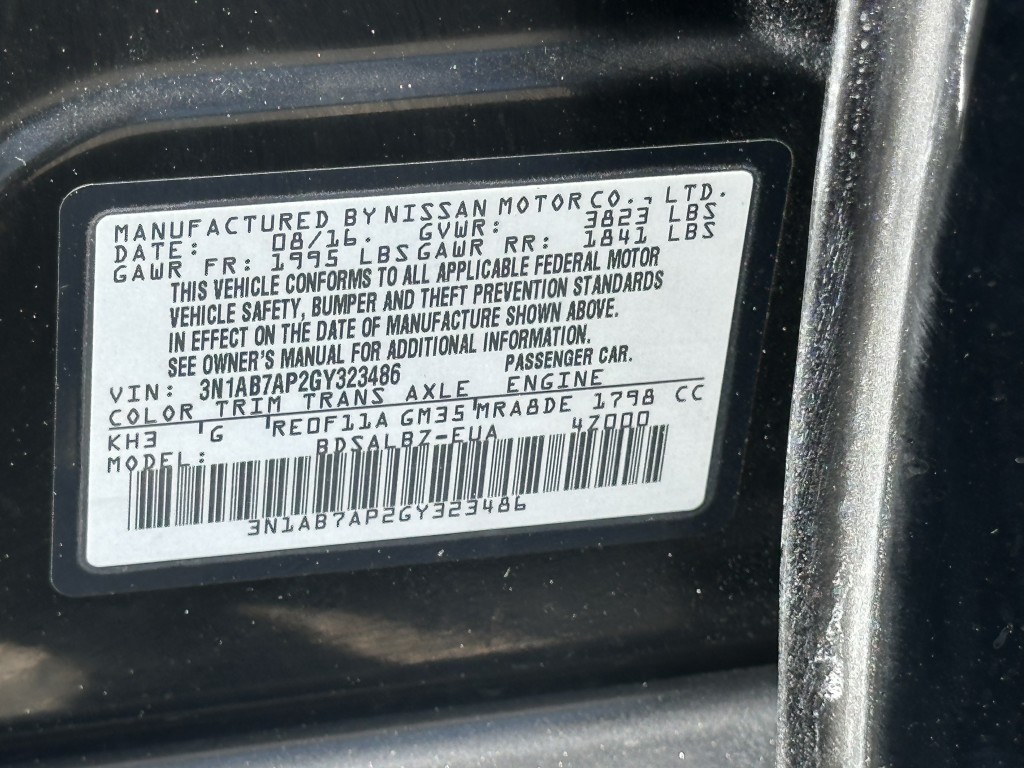 MANUFACTURED BY NISSAN MOTOR CO., LTD.
DATE: 08/16. GVWR: 3823 LBS
GAWR FR: 1995 LBS GAWR RR: 1841 LBS
THIS VEHICLE CONFORMS TO ALL APPLICABLE FEDERAL MOTOR
VEHICLE SAFETY, BUMPER AND THEFT PREVENTION STANDARDS
IN EFFECT ON THE DATE OF MANUFACTURE SHOWN ABOVE.
SEE OWNER'S MANUAL FOR ADDITIONAL INFORMATION.
VIN: 3N1AB7AP2GY323486 PASSENGER CAR.
COLOR TRIM TRANS AXLE ENGINE
KH3 G RE0F11A GM35 MRA8DE 1798 CC
MODEL: BDSALBZ-EUA 47000
3N1AB7AP2GY323486